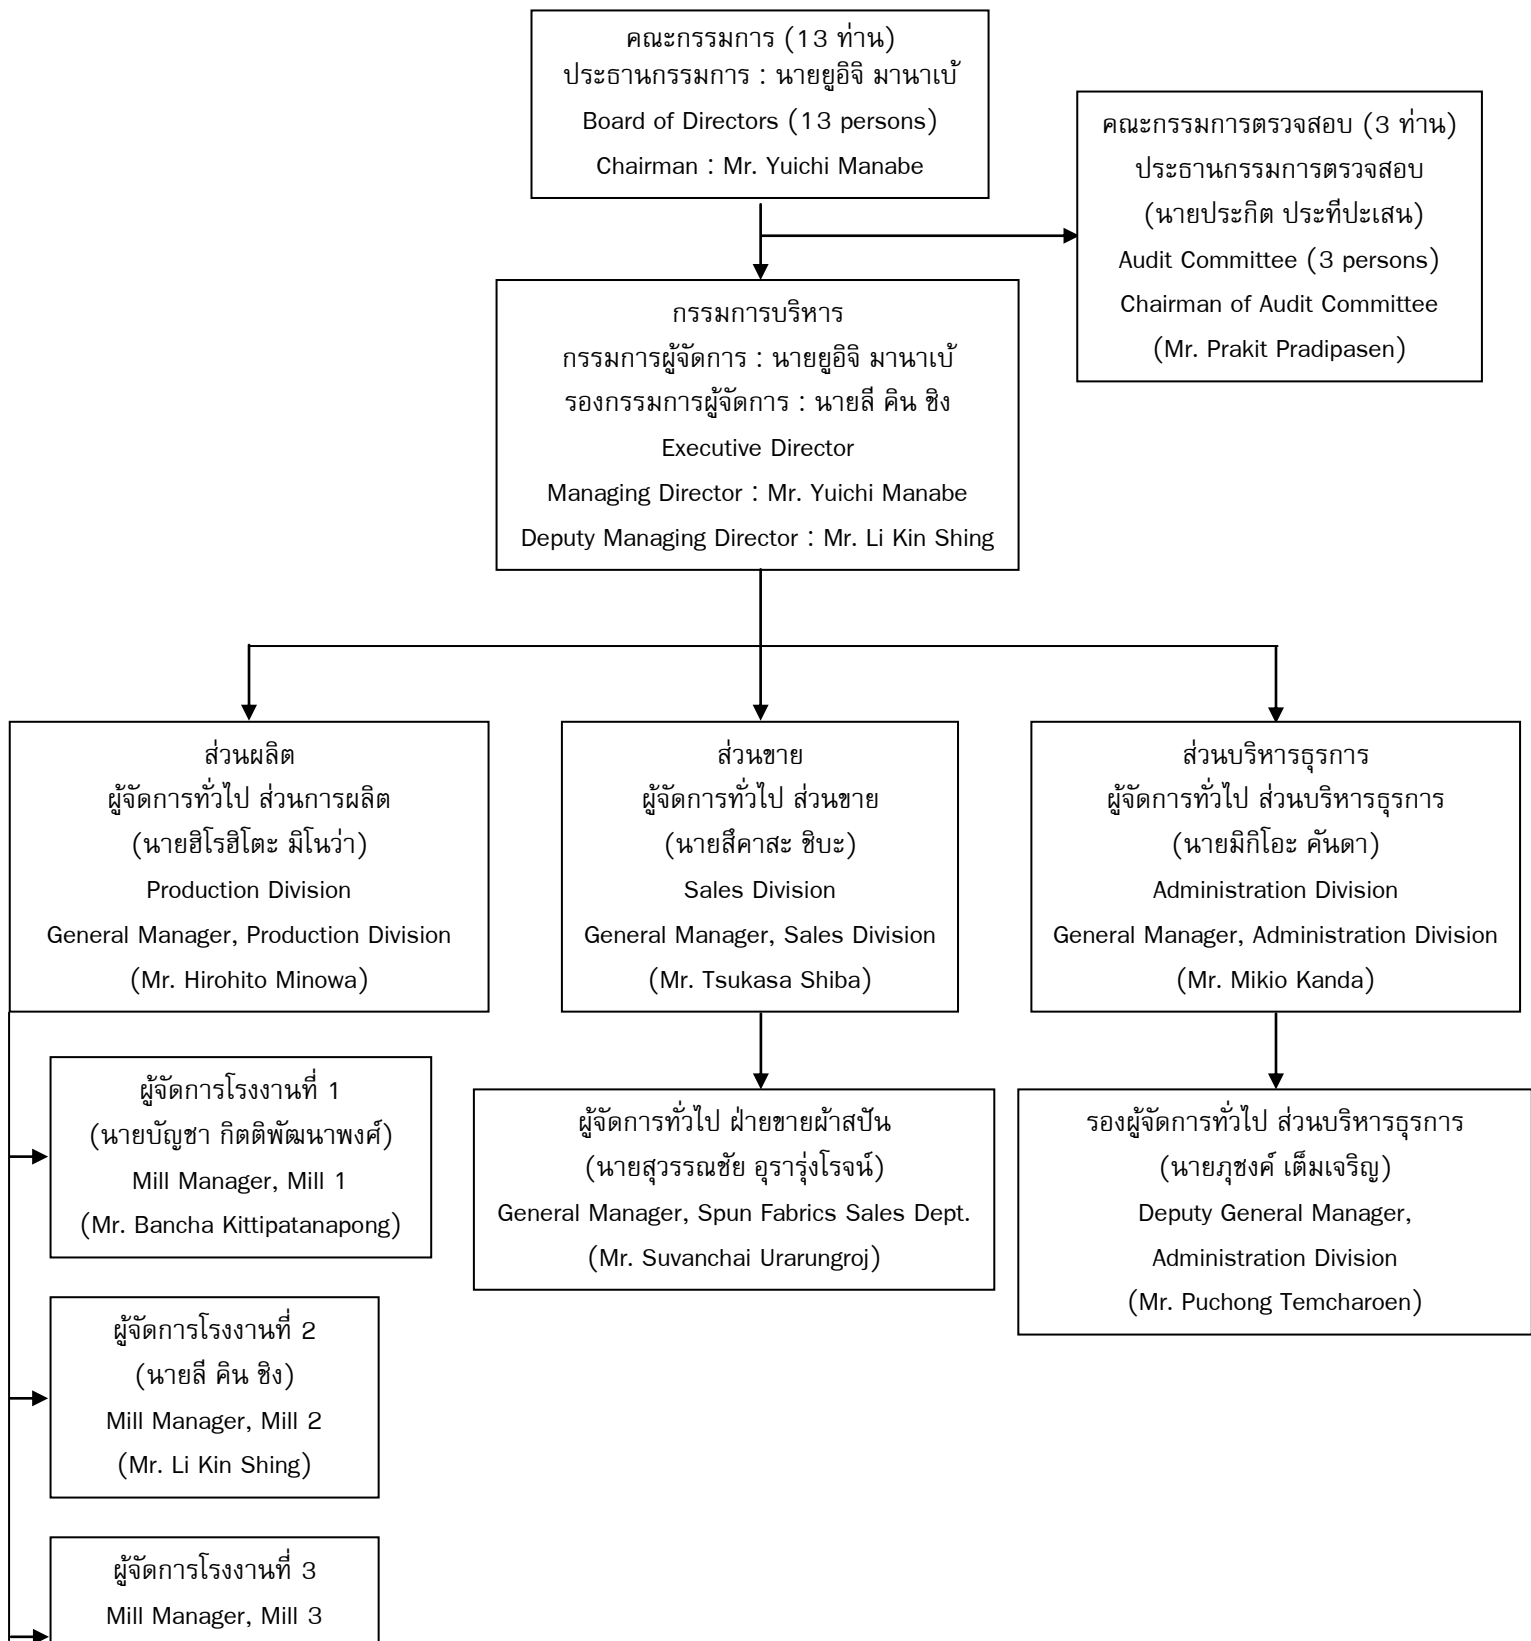 คณะกรรมการ (13 ท่าน)
ประธานกรรมการ : นายยูอิจิ มานาเบ้
Board of Directors (13 persons)
Chairman : Mr. Yuichi Manabe
คณะกรรมการตรวจสอบ (3 ท่าน)
ประธานกรรมการตรวจสอบ
(นายประกิต ประทีปะเสน)
Audit Committee (3 persons)
Chairman of Audit Committee
(Mr. Prakit Pradipasen)
กรรมการบริหาร
กรรมการผู้จัดการ : นายยูอิจิ มานาเบ้
รองกรรมการผู้จัดการ : นายลี คิน ชิง
Executive Director
Managing Director : Mr. Yuichi Manabe
Deputy Managing Director : Mr. Li Kin Shing
ส่วนผลิต
ผู้จัดการทั่วไป ส่วนการผลิต
(นายฮิโรฮิโตะ มิโนว่า)
Production Division
General Manager, Production Division
(Mr. Hirohito Minowa)
ส่วนขาย
ผู้จัดการทั่วไป ส่วนขาย
(นายสึคาสะ ชิบะ)
Sales Division
General Manager, Sales Division
(Mr. Tsukasa Shiba)
ส่วนบริหารธุรการ
ผู้จัดการทั่วไป ส่วนบริหารธุรการ
(นายมิกิโอะ คันดา)
Administration Division
General Manager, Administration Division
(Mr. Mikio Kanda)
ผู้จัดการโรงงานที่ 1
(นายบัญชา กิตติพัฒนาพงศ์)
Mill Manager, Mill 1
(Mr. Bancha Kittipatanapong)
ผู้จัดการทั่วไป ฝ่ายขายผ้าสปัน
(นายสุวรรณชัย อุรารุ่งโรจน์)
General Manager, Spun Fabrics Sales Dept.
(Mr. Suvanchai Urarungroj)
รองผู้จัดการทั่วไป ส่วนบริหารธุรการ
(นายภุชงค์ เต็มเจริญ)
Deputy General Manager,
Administration Division
(Mr. Puchong Temcharoen)
ผู้จัดการโรงงานที่ 2
(นายลี คิน ชิง)
Mill Manager, Mill 2
(Mr. Li Kin Shing)
ผู้จัดการโรงงานที่ 3
Mill Manager, Mill 3